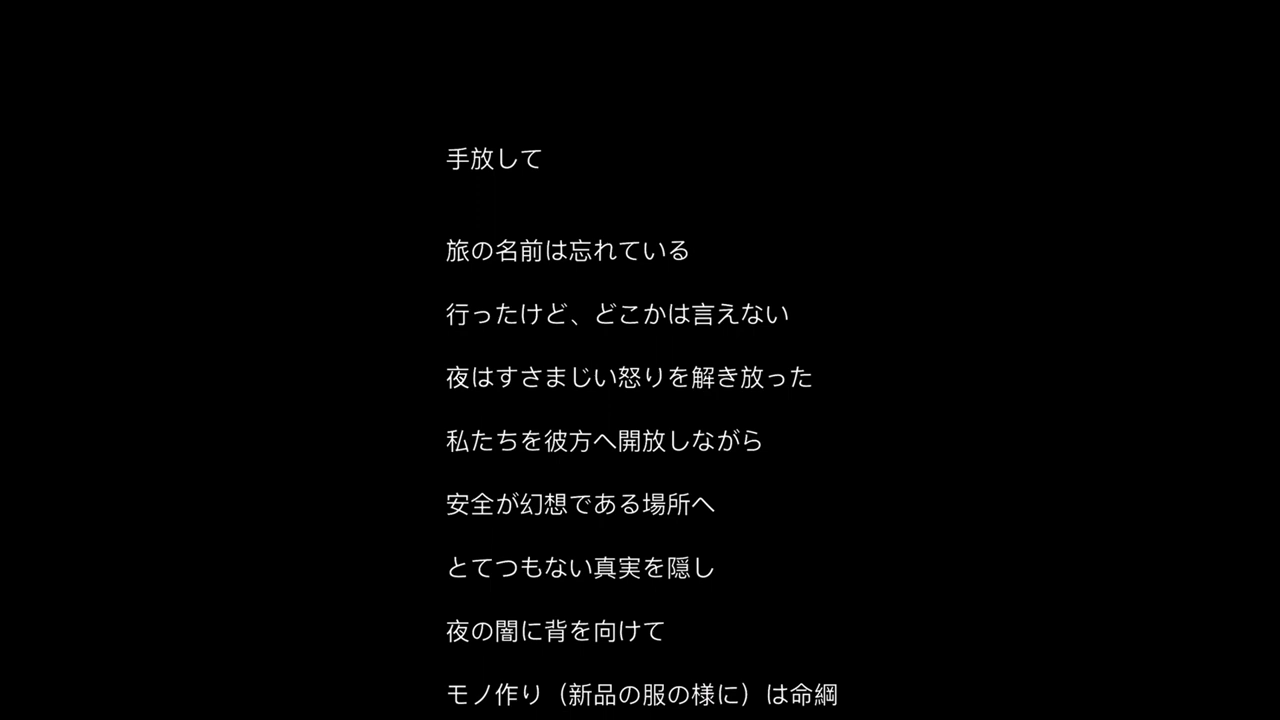 手放して
旅の名前は忘れている
行ったけど、どこかは言えない
夜はすさまじい怒りを解き放った
私たちを彼方へ開放しながら
安全が幻想である場所へ
とてつもない真実を隠し
夜の闇に背を向けて
モノ作り（新品の服の様に）は命綱